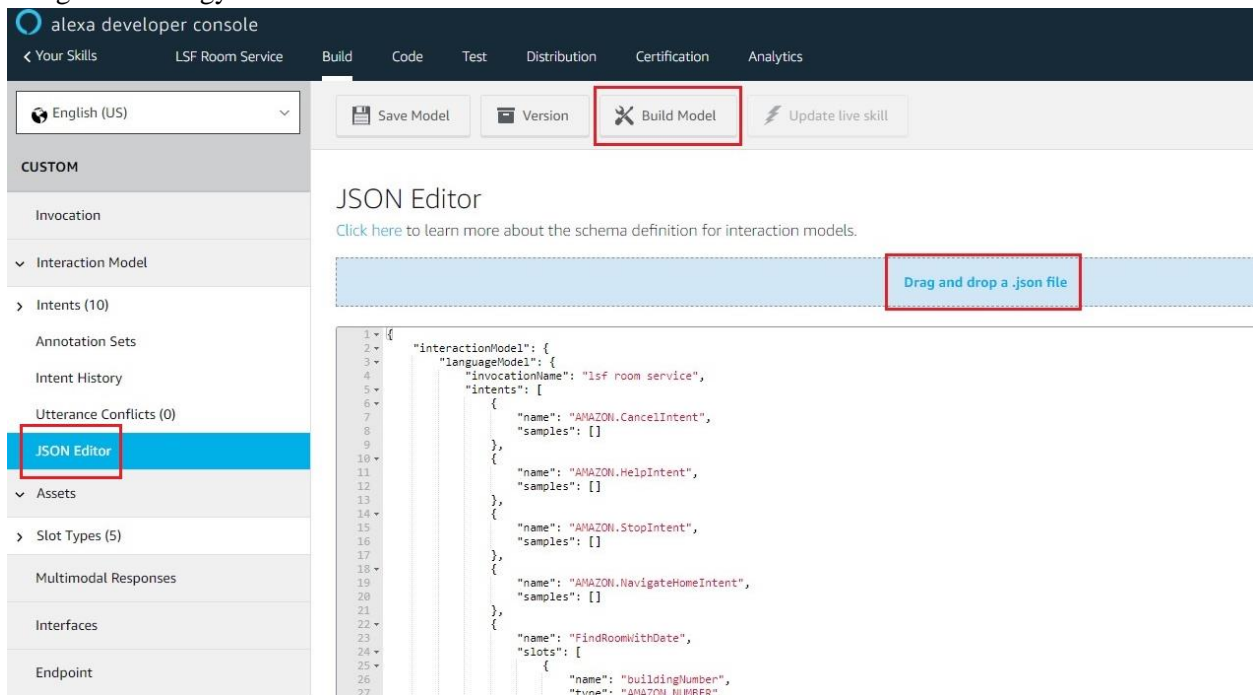 alexa developer console
Your Skills LSF Room Service Build Code Test Distribution Certification Analytics
English (US)
Save Model Version Build Model Update live skill
CUSTOM
Invocation
Interaction Model
Intents (10)
Annotation Sets
Intent History
Utterance Conflicts (0)
JSON Editor
Assets
Slot Types (5)
Multimodal Responses
Interfaces
Endpoint
JSON Editor
Click here to learn more about the schema definition for interaction models.
Drag and drop a .json file
1 {
2 "interactionModel": {
3 "languageModel": {
4 "invocationName": "lsf room service",
5 "intents": [
6 {
7 "name": "AMAZON.CancelIntent",
8 "samples": []
9 },
10 {
11 "name": "AMAZON.HelpIntent",
12 "samples": []
13 },
14 {
15 "name": "AMAZON.StopIntent",
16 "samples": []
17 },
18 {
19 "name": "AMAZON.NavigateHomeIntent",
20 "samples": []
21 },
22 {
23 "name": "FindRoomWithDate",
24 "slots": [
25 {
26 "name": "buildingNumber",
27 "type": "AMAZON.NUMBER"